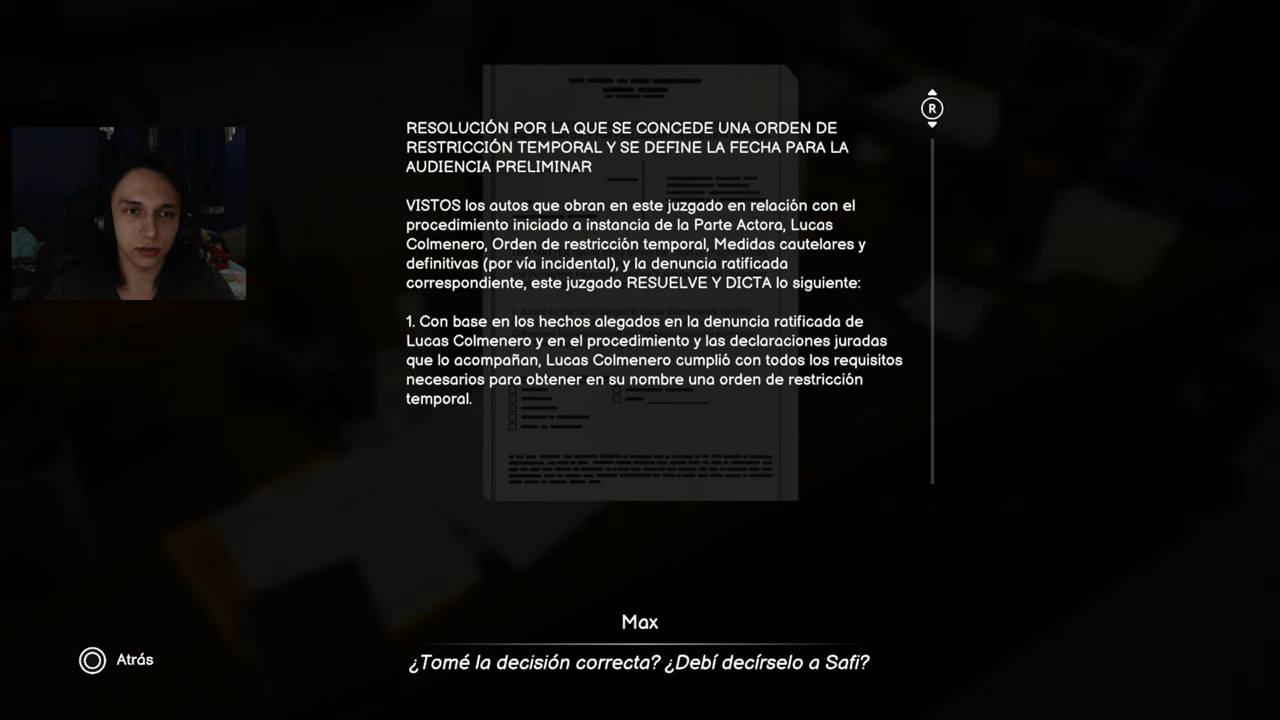 RESOLUCIÓN POR LA QUE SE CONCEDE UNA ORDEN DE
RESTRICCIÓN TEMPORAL Y SE DEFINE LA FECHA PARA LA
AUDIENCIA PRELIMINAR
VISTOS los autos que obran en este juzgado en relación con el
procedimiento iniciado a instancia de la Parte Actora, Lucas
Colmenero, Orden de restricción temporal, Medidas cautelares y
definitivas (por vía incidental), y la denuncia ratificada
correspondiente, este juzgado RESUELVE Y DICTA lo siguiente:
1. Con base en los hechos alegados en la denuncia ratificada de
Lucas Colmenero y en el procedimiento y las declaraciones juradas
que lo acompañan, Lucas Colmenero cumplió con todos los requisitos
necesarios para obtener en su nombre una orden de restricción
temporal.
R
Max
Atrás
¿Tomé la decisión correcta? ¿Debí decírselo a Safi?